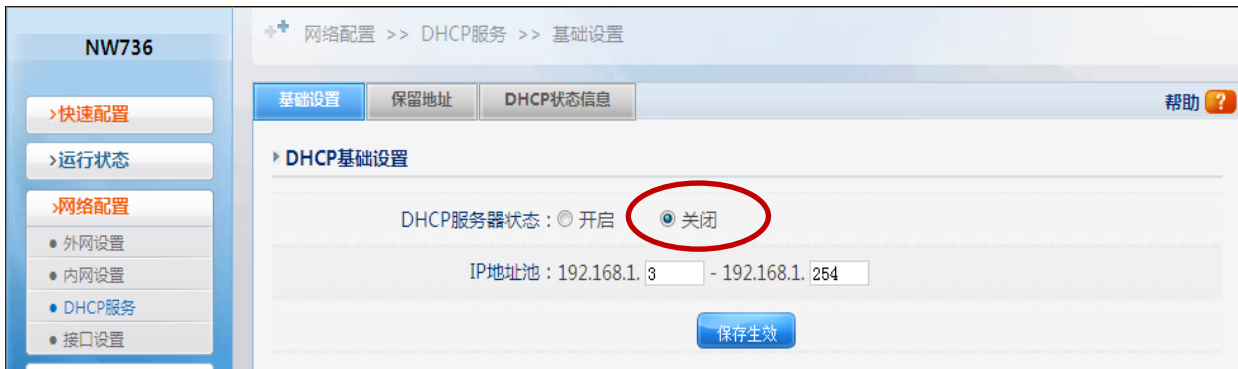 NW736
网络配置 >> DHCP服务 >> 基础设置
基础设置 保留地址 DHCP状态信息 帮助 ?
>快速配置
>运行状态
>网络配置
● 外网设置
● 内网设置
● DHCP服务
● 接口设置
DHCP基础设置
DHCP服务器状态：开启 关闭
IP地址池：192.168.1. 3 - 192.168.1. 254
保存生效